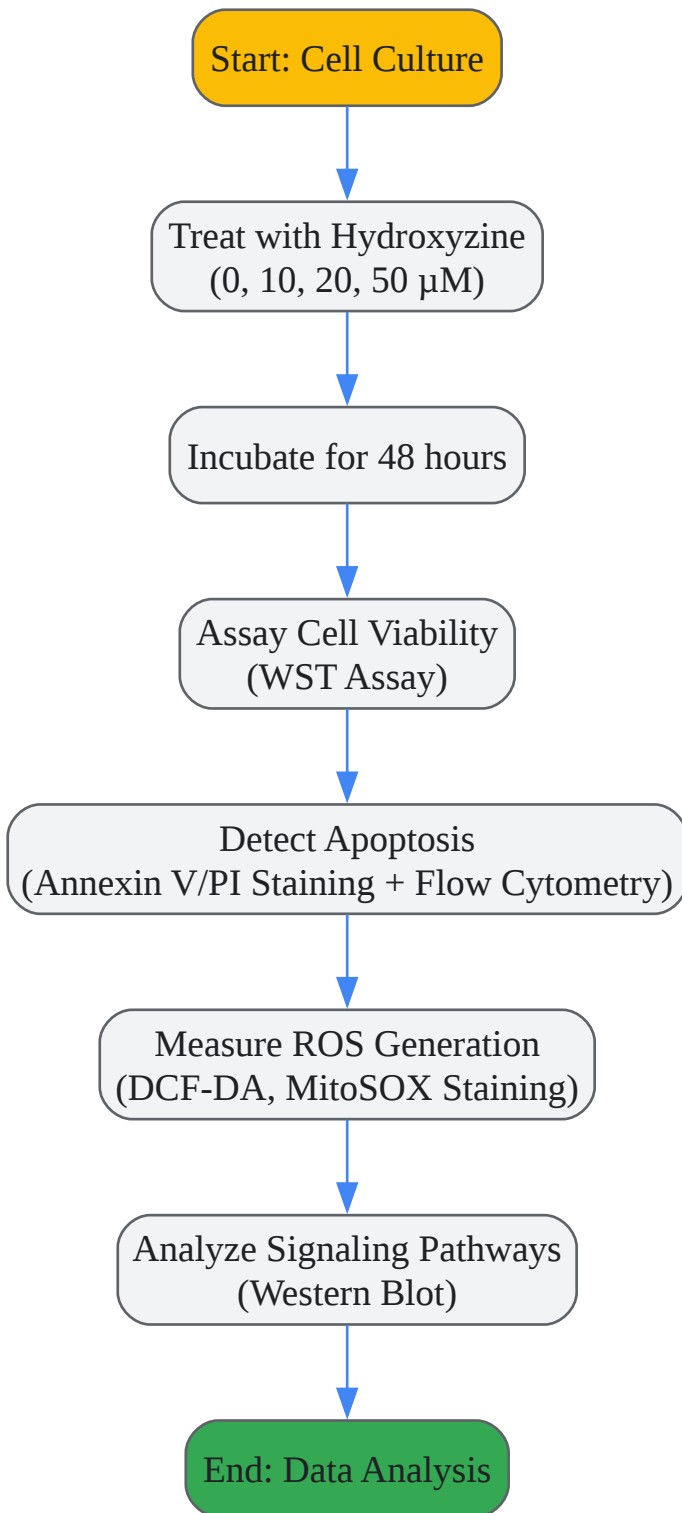 Start: Cell Culture
Treat with Hydroxyzine
(0, 10, 20, 50 µM)
Incubate for 48 hours
Assay Cell Viability
(WST Assay)
Detect Apoptosis
(Annexin V/PI Staining + Flow Cytometry)
Measure ROS Generation
(DCF-DA, MitoSOX Staining)
Analyze Signaling Pathways
(Western Blot)
End: Data Analysis